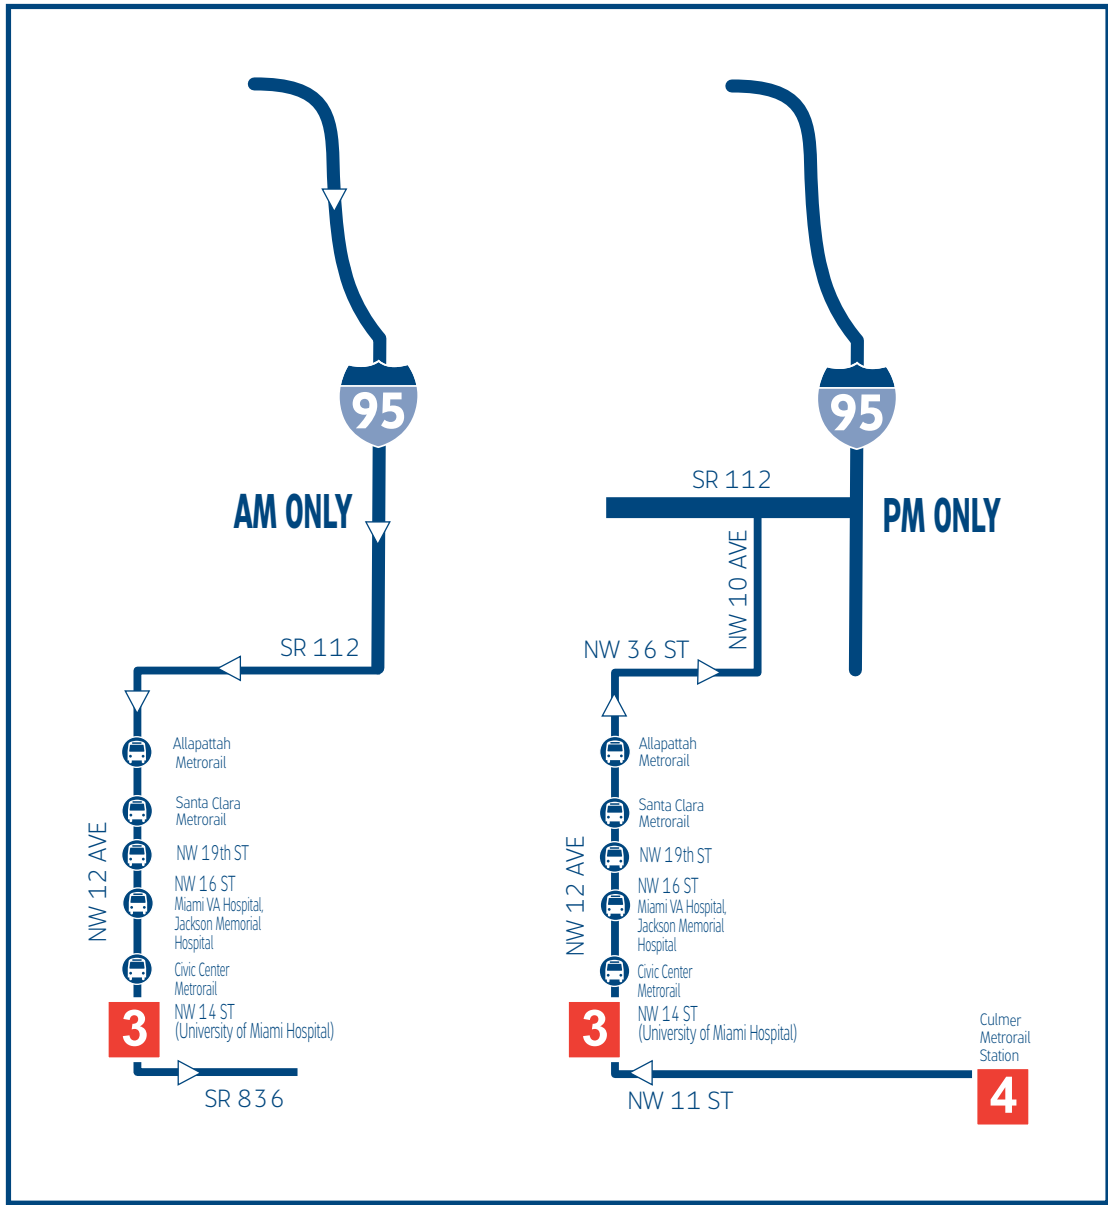 95
AM ONLY
SR 112
Allapattah
Metrorail
Santa Clara
Metrorail
NW 19th ST
NW 12 AVE
NW 16 ST
Miami VA Hospital,
Jackson Memorial
Hospital
Civic Center
Metrorail
3
NW 14 ST
(University of Miami Hospital)
SR 836
95
SR 112
PM ONLY
NW 10 AVE
NW 36 ST
Allapattah
Metrorail
Santa Clara
Metrorail
NW 19th ST
NW 12 AVE
NW 16 ST
Miami VA Hospital,
Jackson Memorial
Hospital
Civic Center
Metrorail
3
NW 14 ST
(University of Miami Hospital)
Culmer
Metrorail
Station
4
NW 11 ST